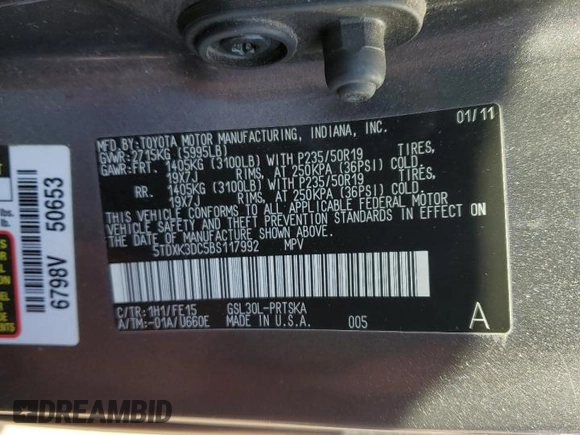 MFD.BY:TOYOTA MOTOR MANUFACTURING, INDIANA, INC. 01/11
GVWR:2715KG (5995LB)
GAWR:FRT. 1405KG (3100LB) WITH P235/50R19 TIRES,
19X7J RIMS, AT 250KPA (36PSI) COLD.
RR. 1405KG (3100LB) WITH P235/50R19 TIRES,
19X7J RIMS, AT 250KPA (36PSI) COLD.
THIS VEHICLE CONFORMS TO ALL APPLICABLE FEDERAL MOTOR
VEHICLE SAFETY AND THEFT PREVENTION STANDARDS IN EFFECT ON
THE DATE OF MANUFACTURE SHOWN ABOVE.
5TDXK3DC5BS117992 MPV
C/TR:1H1/FE15 GSL30L-PRTSKA
A/TM:-01A/U660E MADE IN U.S.A. 005 A
6798V 50653
lbs.
DREAMBID